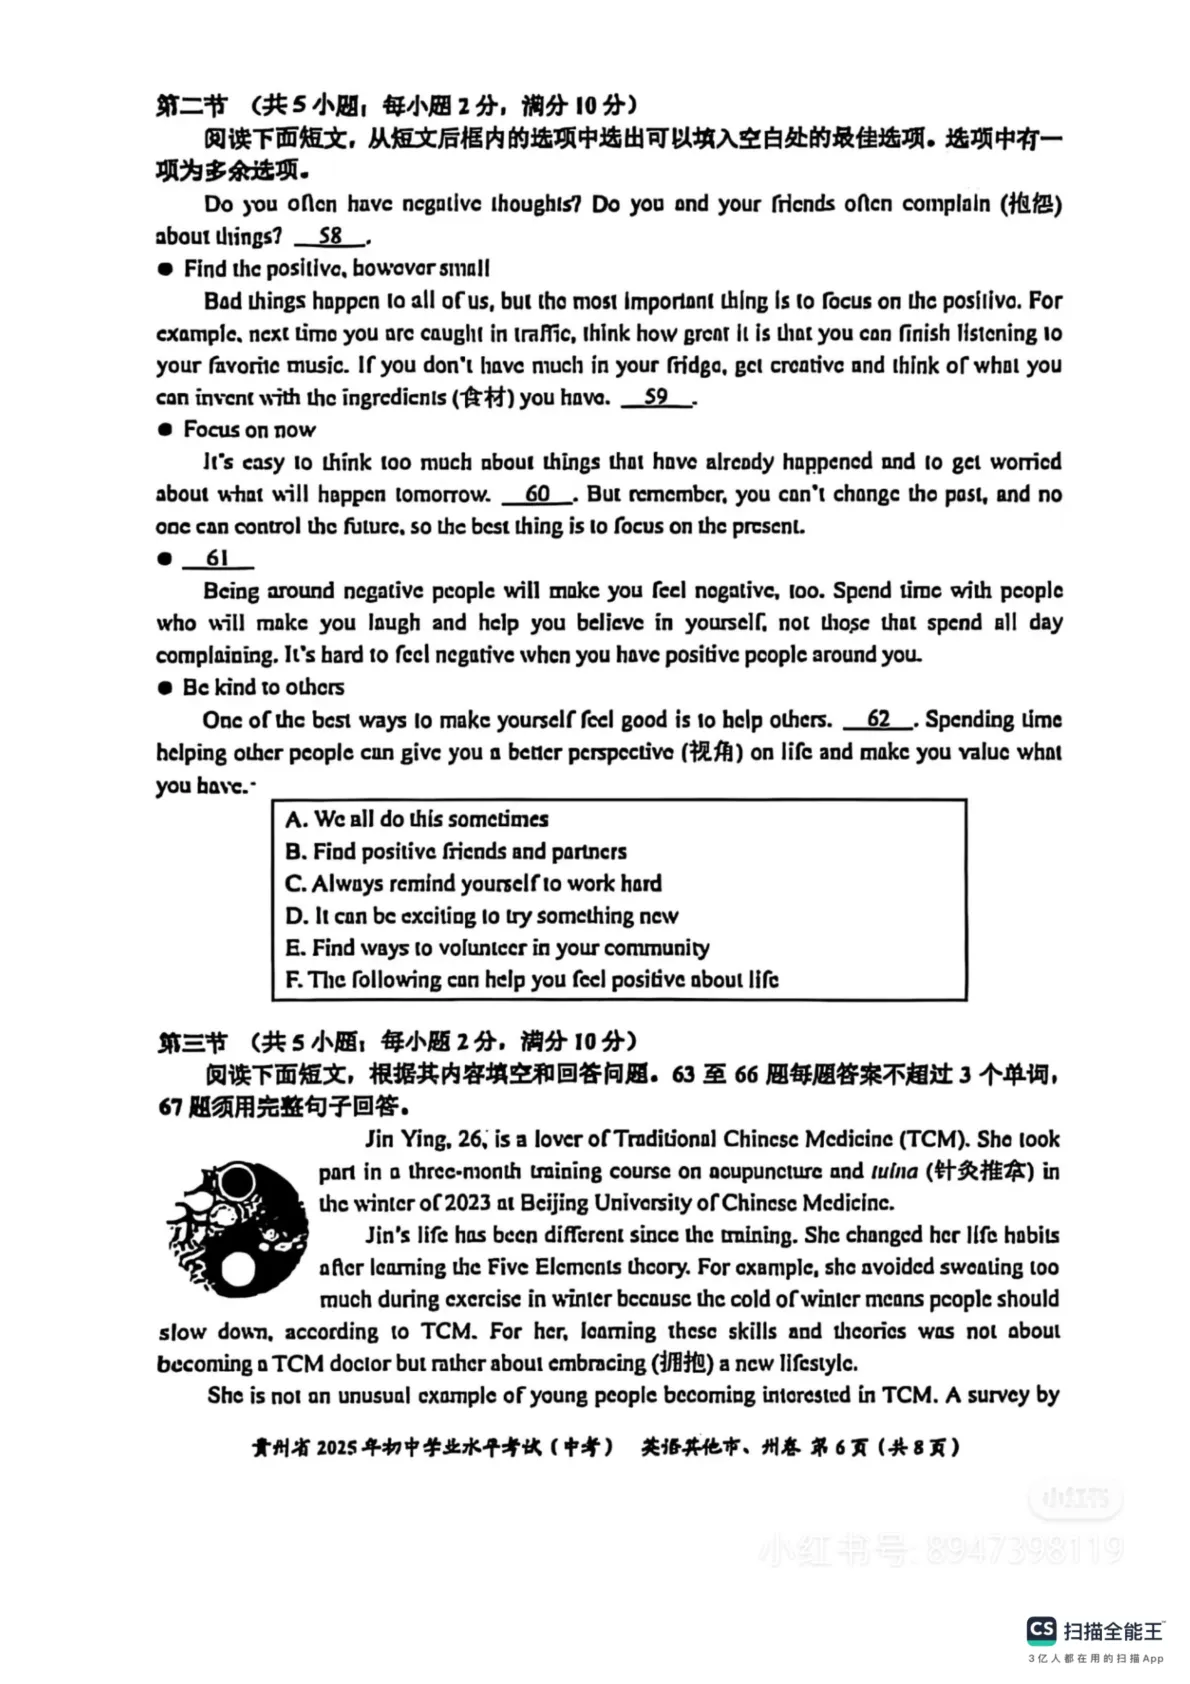 第二节 （共 5 小题；每小题 2 分，满分 10 分）
阅读下面短文，从短文后框内的选项中选出可以填入空白处的最佳选项。选项中有一
项为多余选项。
Do you often have negative thoughts? Do you and your friends often complain (抱怨)
about things? 58 .
● Find the positive, however small
Bad things happen to all of us, but the most important thing is to focus on the positive. For
example, next time you are caught in traffic, think how great it is that you can finish listening to
your favorite music. If you don't have much in your fridge, get creative and think of what you
can invent with the ingredients (食材) you have. 59 .
● Focus on now
It's easy to think too much about things that have already happened and to get worried
about what will happen tomorrow. 60 . But remember, you can't change the past, and no
one can control the future, so the best thing is to focus on the present.
● 61
Being around negative people will make you feel negative, too. Spend time with people
who will make you laugh and help you believe in yourself, not those that spend all day
complaining. It's hard to feel negative when you have positive people around you.
● Be kind to others
One of the best ways to make yourself feel good is to help others. 62 . Spending time
helping other people can give you a better perspective (视角) on life and make you value what
you have.
A. We all do this sometimes
B. Find positive friends and partners
C. Always remind yourself to work hard
D. It can be exciting to try something new
E. Find ways to volunteer in your community
F. The following can help you feel positive about life
第三节 （共 5 小题；每小题 2 分，满分 10 分）
阅读下面短文，根据其内容填空和回答问题。63 至 66 题每题答案不超过 3 个单词，
67 题须用完整句子回答。
Jin Ying, 26, is a lover of Traditional Chinese Medicine (TCM). She took
part in a three-month training course on acupuncture and tuina (针灸推拿) in
the winter of 2023 at Beijing University of Chinese Medicine.
Jin's life has been different since the training. She changed her life habits
after learning the Five Elements theory. For example, she avoided sweating too
much during exercise in winter because the cold of winter means people should
slow down, according to TCM. For her, learning these skills and theories was not about
becoming a TCM doctor but rather about embracing (拥抱) a new lifestyle.
She is not an unusual example of young people becoming interested in TCM. A survey by
贵州省 2025 年初中学业水平考试（中考） 英语其他市、州卷 第 6 页（共 8 页）
小红书
小红书号: 8947398119
CS 扫描全能王™
3亿人都在用的扫描App